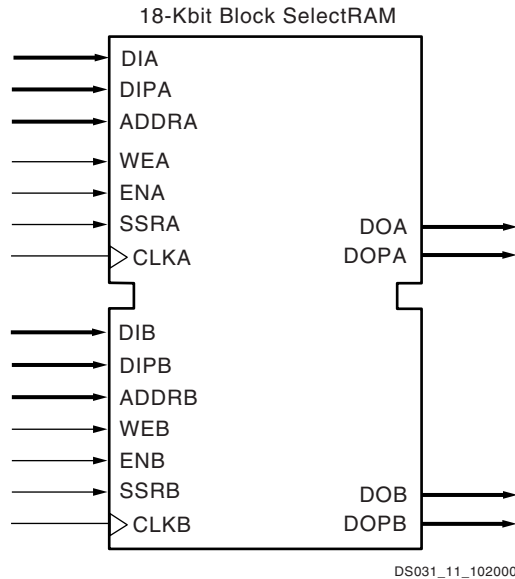 18-Kbit Block SelectRAM
DIA
DIPA
ADDRA
WEA
ENA
SSRA
DOA
CLKA
DOPA
DIB
DIPB
ADDRB
WEB
ENB
SSRB
DOB
CLKB
DOPB
DS031_11_102000